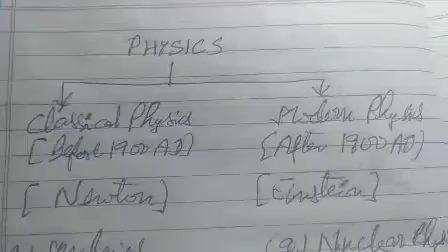 PHYSICS
Classical Physics Modern Physics
[Before 1900 AD] [After 1900 AD]
[Newton] [Einstein]
(a) Nuclear